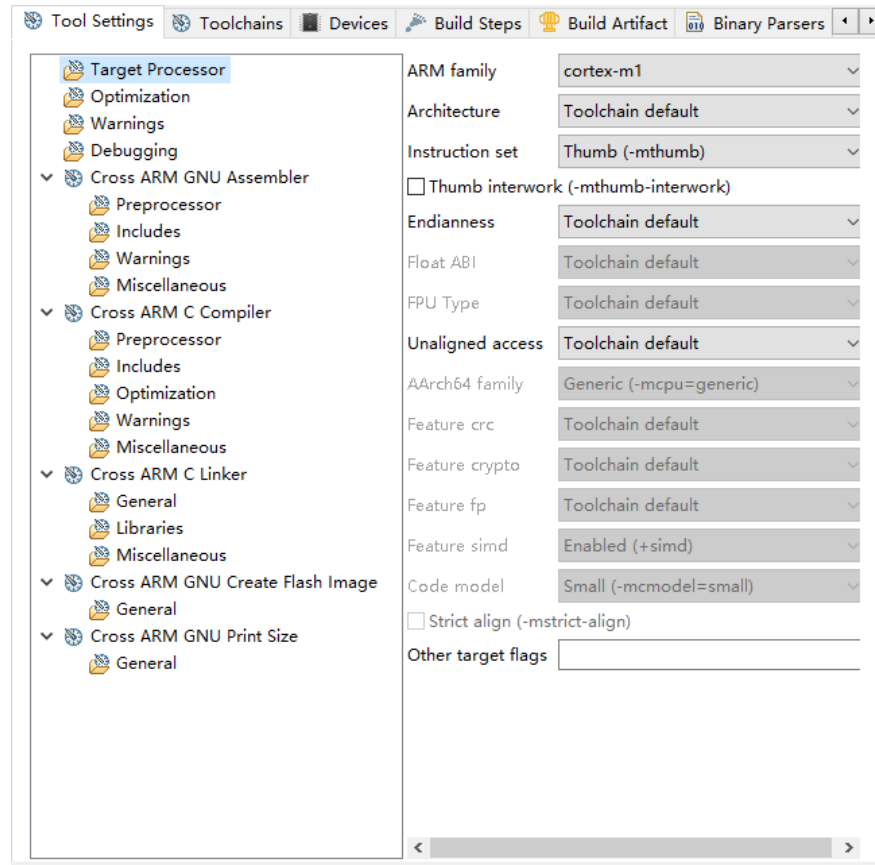 Tool Settings Toolchains Devices Build Steps Build Artifact Binary Parsers
Target Processor
Optimization
Warnings
Debugging
Cross ARM GNU Assembler
Preprocessor
Includes
Warnings
Miscellaneous
Cross ARM C Compiler
Preprocessor
Includes
Optimization
Warnings
Miscellaneous
Cross ARM C Linker
General
Libraries
Miscellaneous
Cross ARM GNU Create Flash Image
General
Cross ARM GNU Print Size
General
ARM family cortex-m1
Architecture Toolchain default
Instruction set Thumb (-mthumb)
Thumb interwork (-mthumb-interwork)
Endianness Toolchain default
Float ABI Toolchain default
FPU Type Toolchain default
Unaligned access Toolchain default
AArch64 family Generic (-mcpu=generic)
Feature crc Toolchain default
Feature crypto Toolchain default
Feature fp Toolchain default
Feature simd Enabled (+simd)
Code model Small (-mcmodel=small)
Strict align (-mstrict-align)
Other target flags